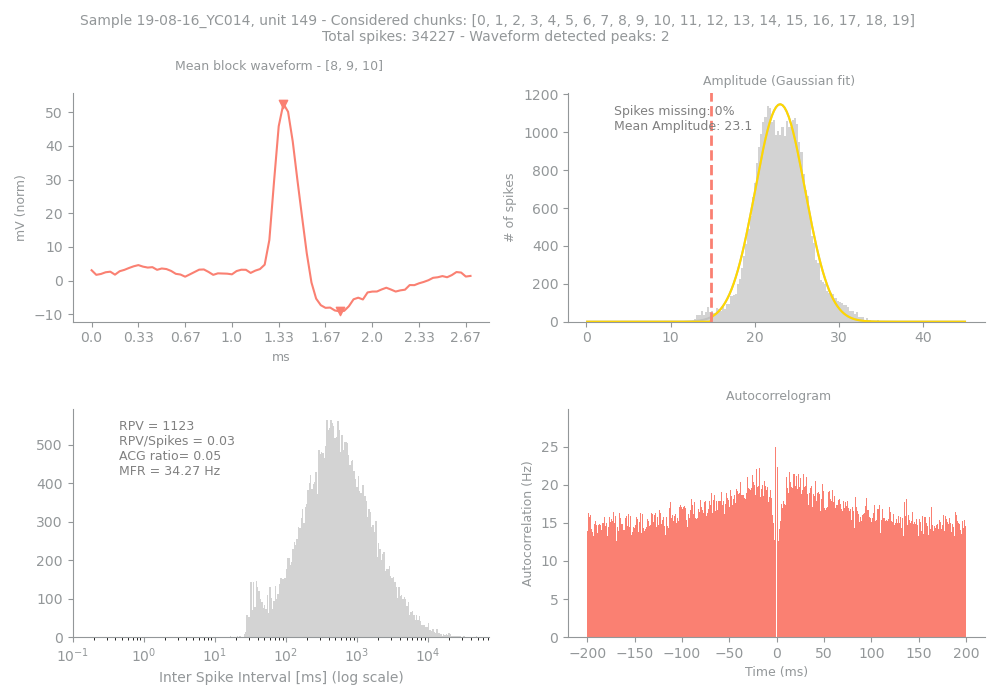 Sample 19-08-16_YC014, unit 149 - Considered chunks: [0, 1, 2, 3, 4, 5, 6, 7, 8, 9, 10, 11, 12, 13, 14, 15, 16, 17, 18, 19]
Total spikes: 34227 - Waveform detected peaks: 2
Mean block waveform - [8, 9, 10]
mV (norm)
50
40
30
20
10
0
−10
0.0 0.33 0.67 1.0 1.33 1.67 2.0 2.33 2.67
ms
Amplitude (Gaussian fit)
Spikes missing: 0%
Mean Amplitude: 23.1
# of spikes
1200
1000
800
600
400
200
0
0 10 20 30 40
RPV = 1123
RPV/Spikes = 0.03
ACG ratio= 0.05
MFR = 34.27 Hz
500
400
300
200
100
0
10⁻¹ 10⁰ 10¹ 10² 10³ 10⁴
Inter Spike Interval [ms] (log scale)
Autocorrelogram
Autocorrelation (Hz)
25
20
15
10
5
0
−200 −150 −100 −50 0 50 100 150 200
Time (ms)